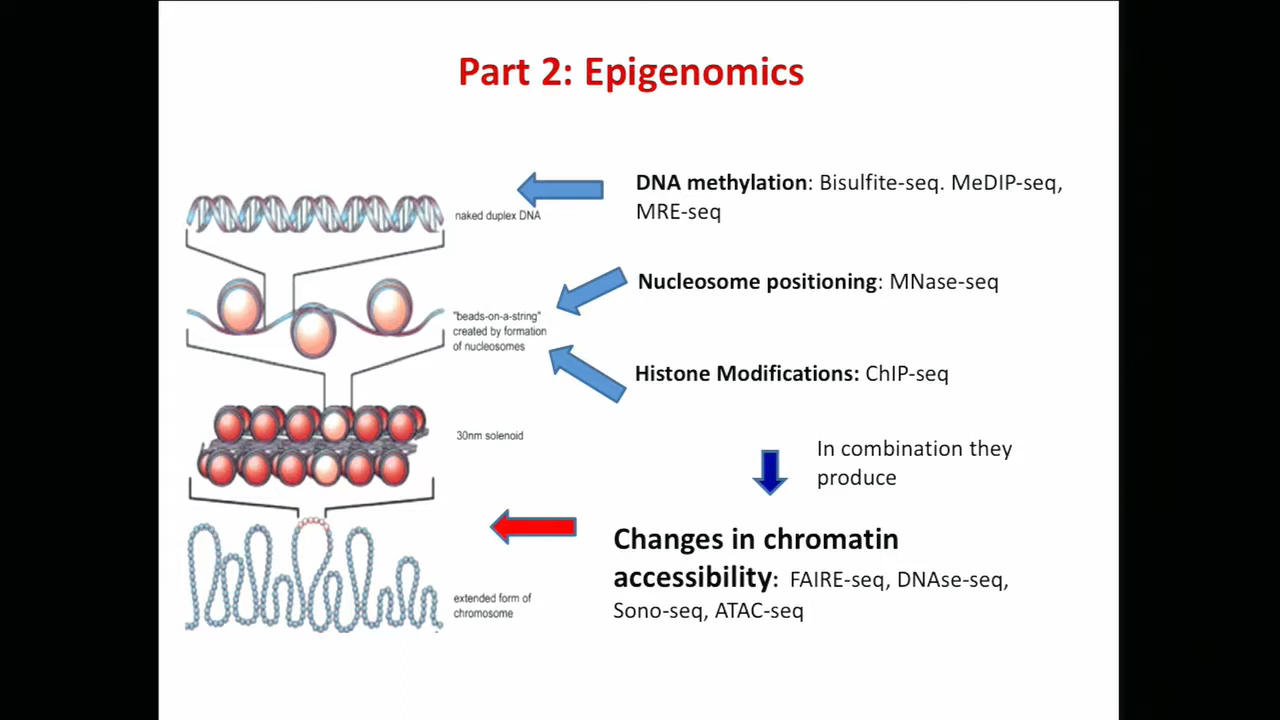 Part 2: Epigenomics
DNA methylation: Bisulfite-seq. MeDIP-seq,
MRE-seq
naked duplex DNA
Nucleosome positioning: MNase-seq
"beads-on-a-string"
created by formation
of nucleosomes
Histone Modifications: ChIP-seq
30nm solenoid
In combination they
produce
Changes in chromatin
accessibility: FAIRE-seq, DNAse-seq,
Sono-seq, ATAC-seq
extended form of
chromosome